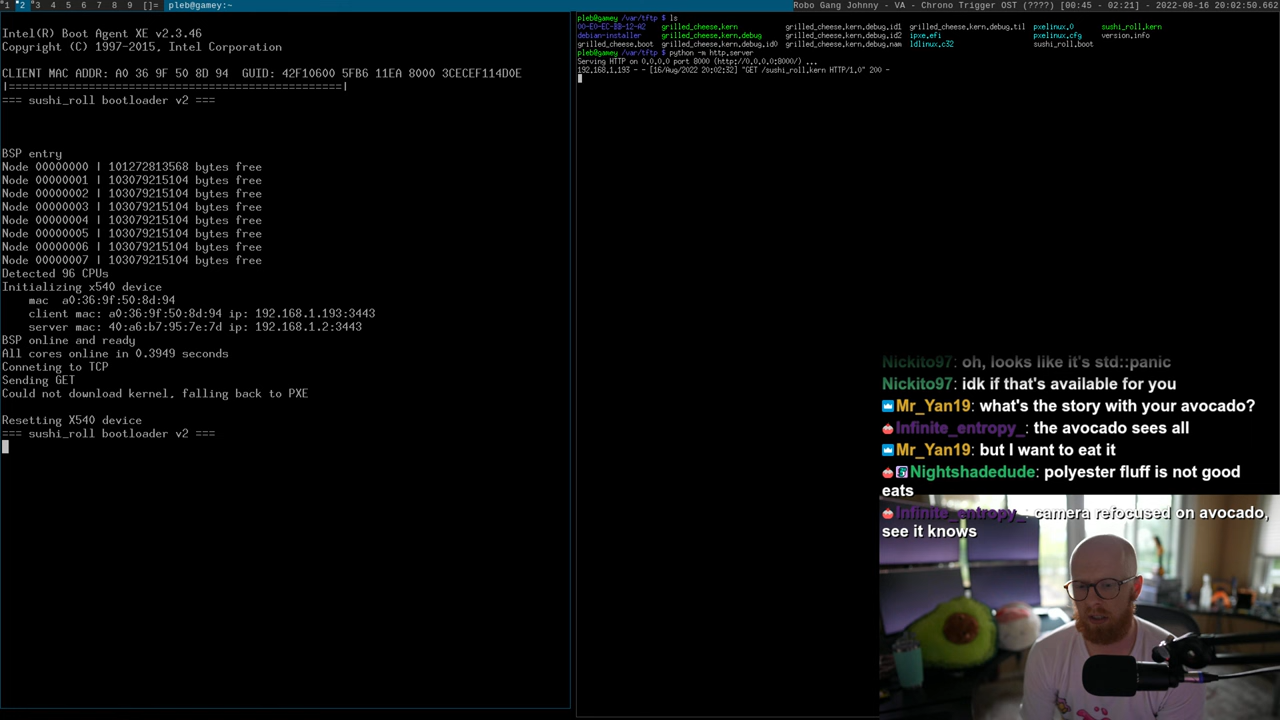 1 2 3 4 5 6 7 8 9 []= pleb@gamey:~ Robo Gang Johnny - VA - Chrono Trigger OST (????) [00:45 - 02:21] - 2022-08-16 20:02:50.662
Intel(R) Boot Agent XE v2.3.46
Copyright (C) 1997-2015, Intel Corporation
CLIENT MAC ADDR: A0 36 9F 50 8D 94  GUID: 42F10600 5FB6 11EA 8000 3CECEF114D0E
|==================================================|
=== sushi_roll bootloader v2 ===
BSP entry
Node 00000000 | 101272813568 bytes free
Node 00000001 | 103079215104 bytes free
Node 00000002 | 103079215104 bytes free
Node 00000003 | 103079215104 bytes free
Node 00000004 | 103079215104 bytes free
Node 00000005 | 103079215104 bytes free
Node 00000006 | 103079215104 bytes free
Node 00000007 | 103079215104 bytes free
Detected 96 CPUs
Initializing x540 device
mac  a0:36:9f:50:8d:94
client mac: a0:36:9f:50:8d:94 ip: 192.168.1.193:3443
server mac: 40:a6:b7:95:7e:7d ip: 192.168.1.2:3443
BSP online and ready
All cores online in 0.3949 seconds
Conneting to TCP
Sending GET
Could not download kernel, falling back to PXE
Resetting X540 device
=== sushi_roll bootloader v2 ===
pleb@gamey /var/tftp $ ls
00-E0-EC-BB-12-A2 grilled_cheese.kern grilled_cheese.kern.debug.id1 grilled_cheese.kern.debug.til pxelinux.0 sushi_roll.kern
debian-installer grilled_cheese.kern.debug grilled_cheese.kern.debug.id2 ipxe.efi pxelinux.cfg version.info
grilled_cheese.boot grilled_cheese.kern.debug.id0 grilled_cheese.kern.debug.nam ldlinux.c32 sushi_roll.boot
pleb@gamey /var/tftp $ python -m http.server
Serving HTTP on 0.0.0.0 port 8000 (http://0.0.0.0:8000/) ...
192.168.1.193 - - [16/Aug/2022 20:02:32] "GET /sushi_roll.kern HTTP/1.0" 200 -
Nickito97: oh, looks like it's std::panic
Nickito97: idk if that's available for you
Mr_Yan19: what's the story with your avocado?
Infinite_entropy_: the avocado sees all
Mr_Yan19: but I want to eat it
Nightshadedude: polyester fluff is not good
eats
Infinite_entropy_: camera refocused on avocado,
see it knows